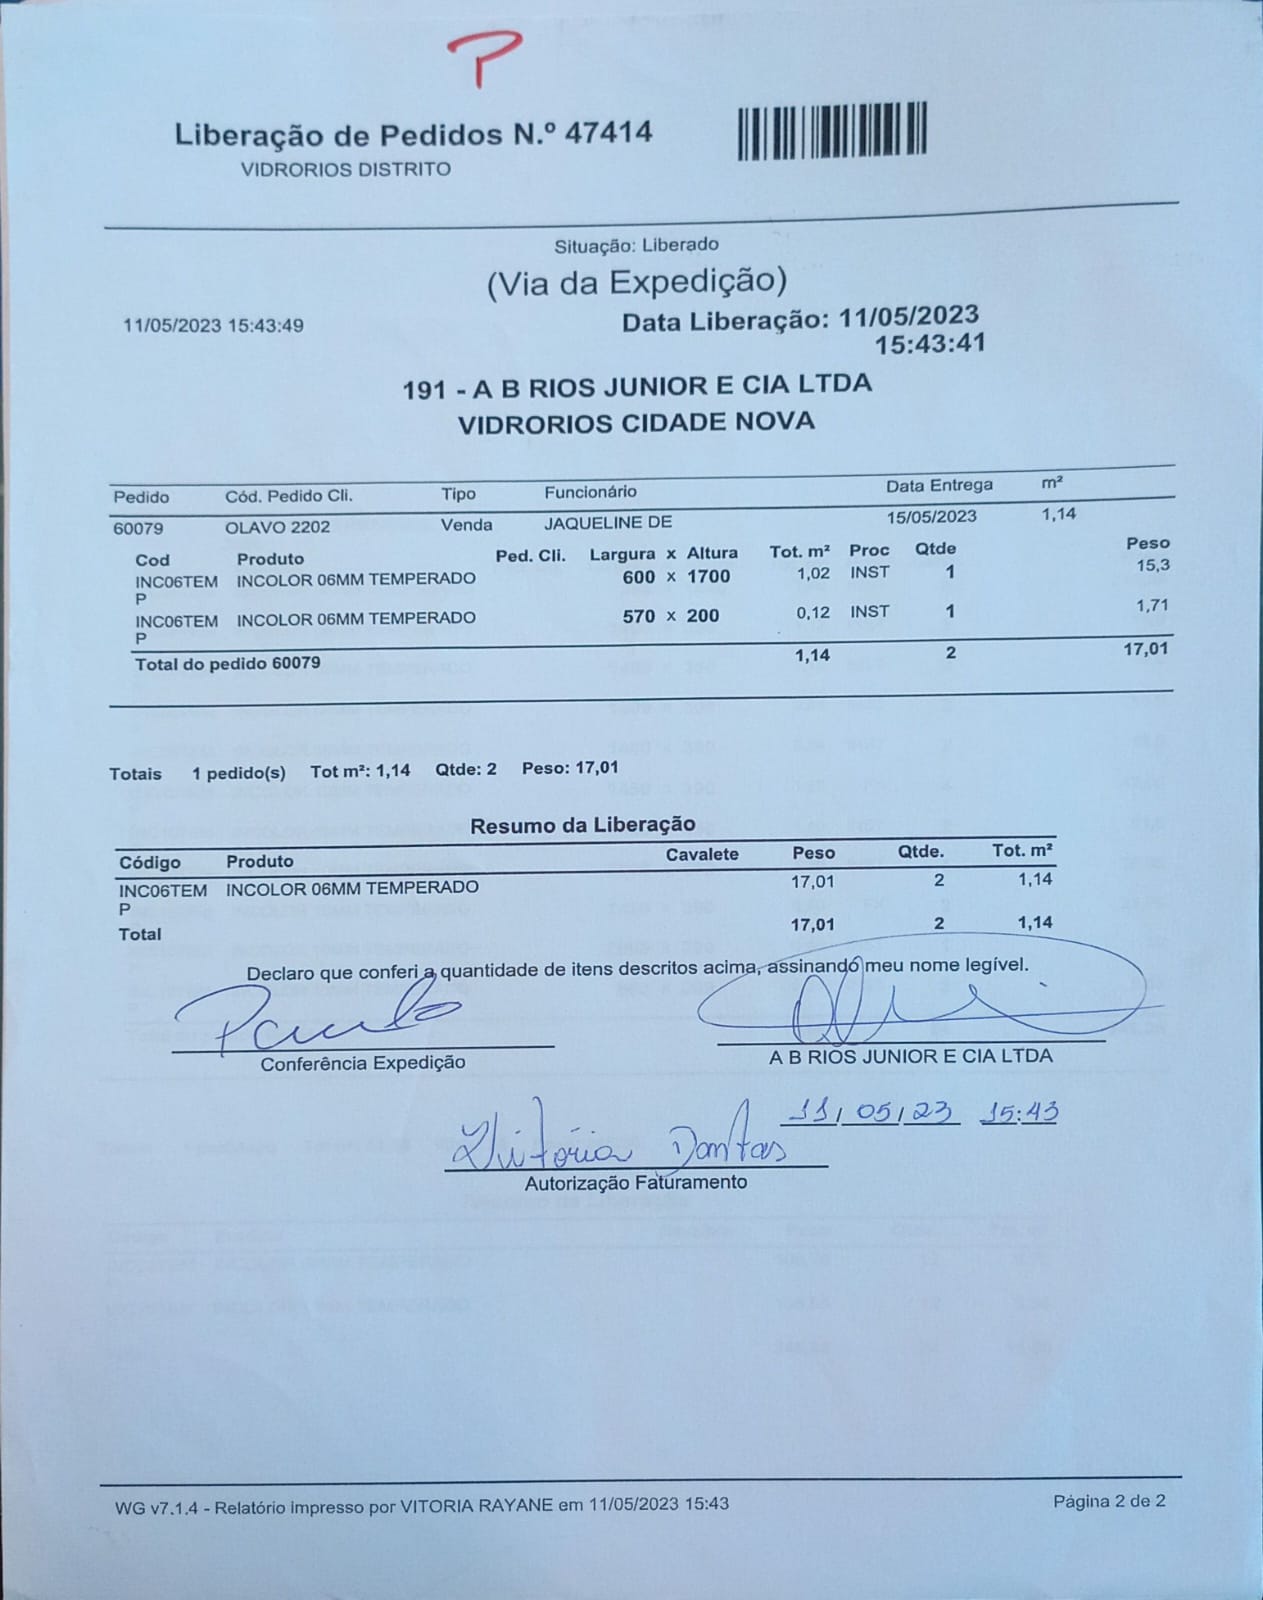 P
Liberação de Pedidos N.º 47414
VIDRORIOS DISTRITO
Situação: Liberado
(Via da Expedição)
11/05/2023 15:43:49 Data Liberação: 11/05/2023
15:43:41
191 - A B RIOS JUNIOR E CIA LTDA
VIDRORIOS CIDADE NOVA
Pedido Cód. Pedido Cli. Tipo Funcionário Data Entrega m²
60079 OLAVO 2202 Venda JAQUELINE DE 15/05/2023 1,14
Cod Produto Ped. Cli. Largura x Altura Tot. m² Proc Qtde Peso
INC06TEM INCOLOR 06MM TEMPERADO 600 x 1700 1,02 INST 1 15,3
P
INC06TEM INCOLOR 06MM TEMPERADO 570 x 200 0,12 INST 1 1,71
P
Total do pedido 60079 1,14 2 17,01
Totais 1 pedido(s) Tot m²: 1,14 Qtde: 2 Peso: 17,01
Resumo da Liberação
Código Produto Cavalete Peso Qtde. Tot. m²
INC06TEM INCOLOR 06MM TEMPERADO 17,01 2 1,14
P
Total 17,01 2 1,14
Declaro que conferi a quantidade de itens descritos acima, assinando meu nome legível.
Paulo
Conferência Expedição A B RIOS JUNIOR E CIA LTDA
11/05/23 15:43
Vitória Dantas
Autorização Faturamento
WG v7.1.4 - Relatório impresso por VITORIA RAYANE em 11/05/2023 15:43 Página 2 de 2